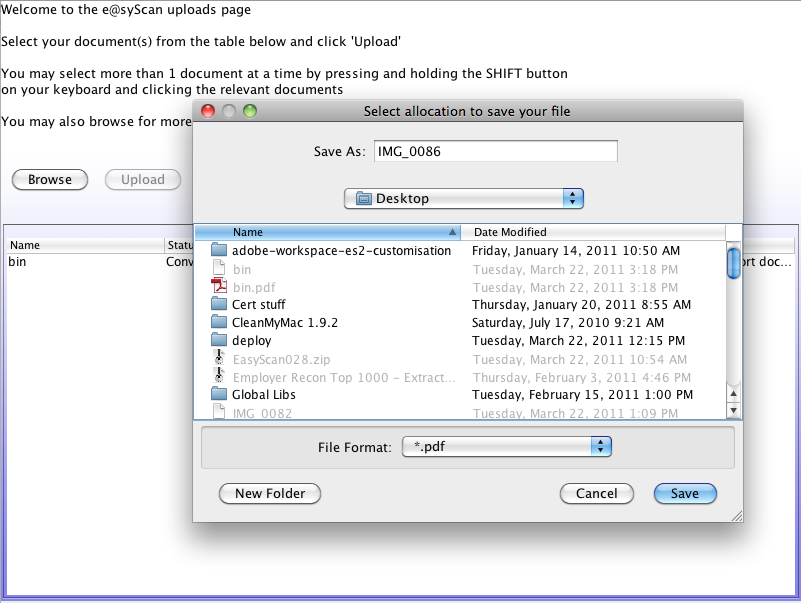 Welcome to the e@syScan uploads page
Select your document(s) from the table below and click 'Upload'
You may select more than 1 document at a time by pressing and holding the SHIFT button
on your keyboard and clicking the relevant documents
You may also browse for more
Browse Upload
Name Statu
bin Conv ort doc...
Select allocation to save your file
Save As: IMG_0086
Desktop
Name Date Modified
adobe-workspace-es2-customisation Friday, January 14, 2011 10:50 AM
bin Tuesday, March 22, 2011 3:18 PM
bin.pdf Tuesday, March 22, 2011 3:18 PM
Cert stuff Thursday, January 20, 2011 8:55 AM
CleanMyMac 1.9.2 Saturday, July 17, 2010 9:21 AM
deploy Tuesday, March 22, 2011 12:15 PM
EasyScan028.zip Tuesday, March 22, 2011 10:54 AM
Employer Recon Top 1000 - Extract... Thursday, February 3, 2011 4:46 PM
Global Libs Tuesday, February 15, 2011 1:00 PM
IMG_0082 Tuesday, March 22, 2011 1:09 PM
File Format: *.pdf
New Folder Cancel Save